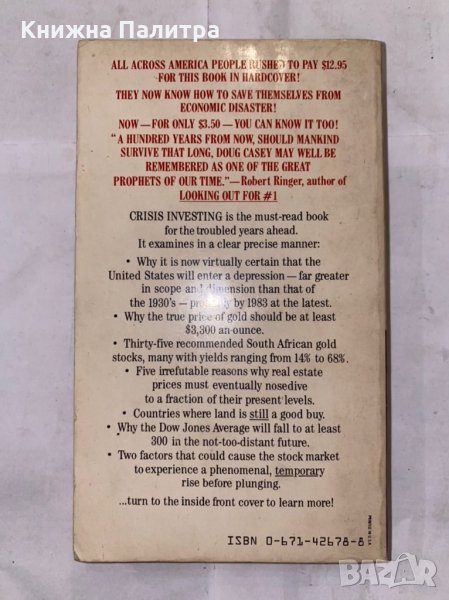 Книжна Палитра
ALL ACROSS AMERICA PEOPLE RUSHED TO PAY $12.95
FOR THIS BOOK IN HARDCOVER!
THEY NOW KNOW HOW TO SAVE THEMSELVES FROM
ECONOMIC DISASTER!
NOW—FOR ONLY $3.50—YOU CAN KNOW IT TOO!
"A HUNDRED YEARS FROM NOW, SHOULD MANKIND
SURVIVE THAT LONG, DOUG CASEY MAY WELL BE
REMEMBERED AS ONE OF THE GREAT
PROPHETS OF OUR TIME."—Robert Ringer, author of
LOOKING OUT FOR #1
CRISIS INVESTING is the must-read book
for the troubled years ahead.
It examines in a clear precise manner:
• Why it is now virtually certain that the
United States will enter a depression—far greater
in scope and dimension than that of
the 1930's—probably by 1983 at the latest.
• Why the true price of gold should be at least
$3,300 an ounce.
• Thirty-five recommended South African gold
stocks, many with yields ranging from 14% to 68%.
• Five irrefutable reasons why real estate
prices must eventually nosedive
to a fraction of their present levels.
• Countries where land is still a good buy.
• Why the Dow Jones Average will fall to at least
300 in the not-too-distant future.
• Two factors that could cause the stock market
to experience a phenomenal, temporary
rise before plunging.
...turn to the inside front cover to learn more!
ISBN 0-671-42678-8
BAZAR